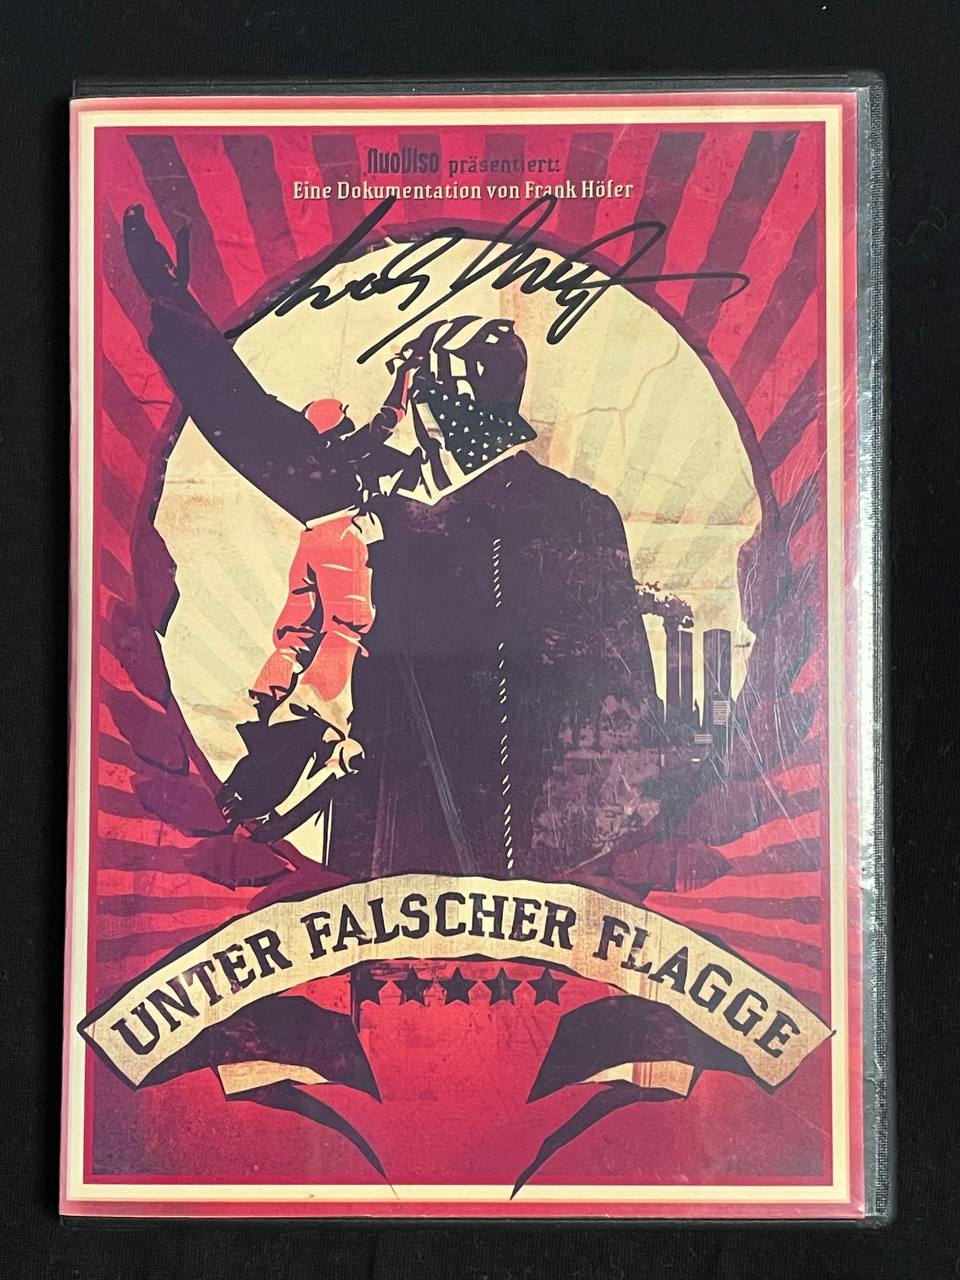 NuoViso präsentiert:
Eine Dokumentation von Frank Höfer
UNTER FALSCHER FLAGGE